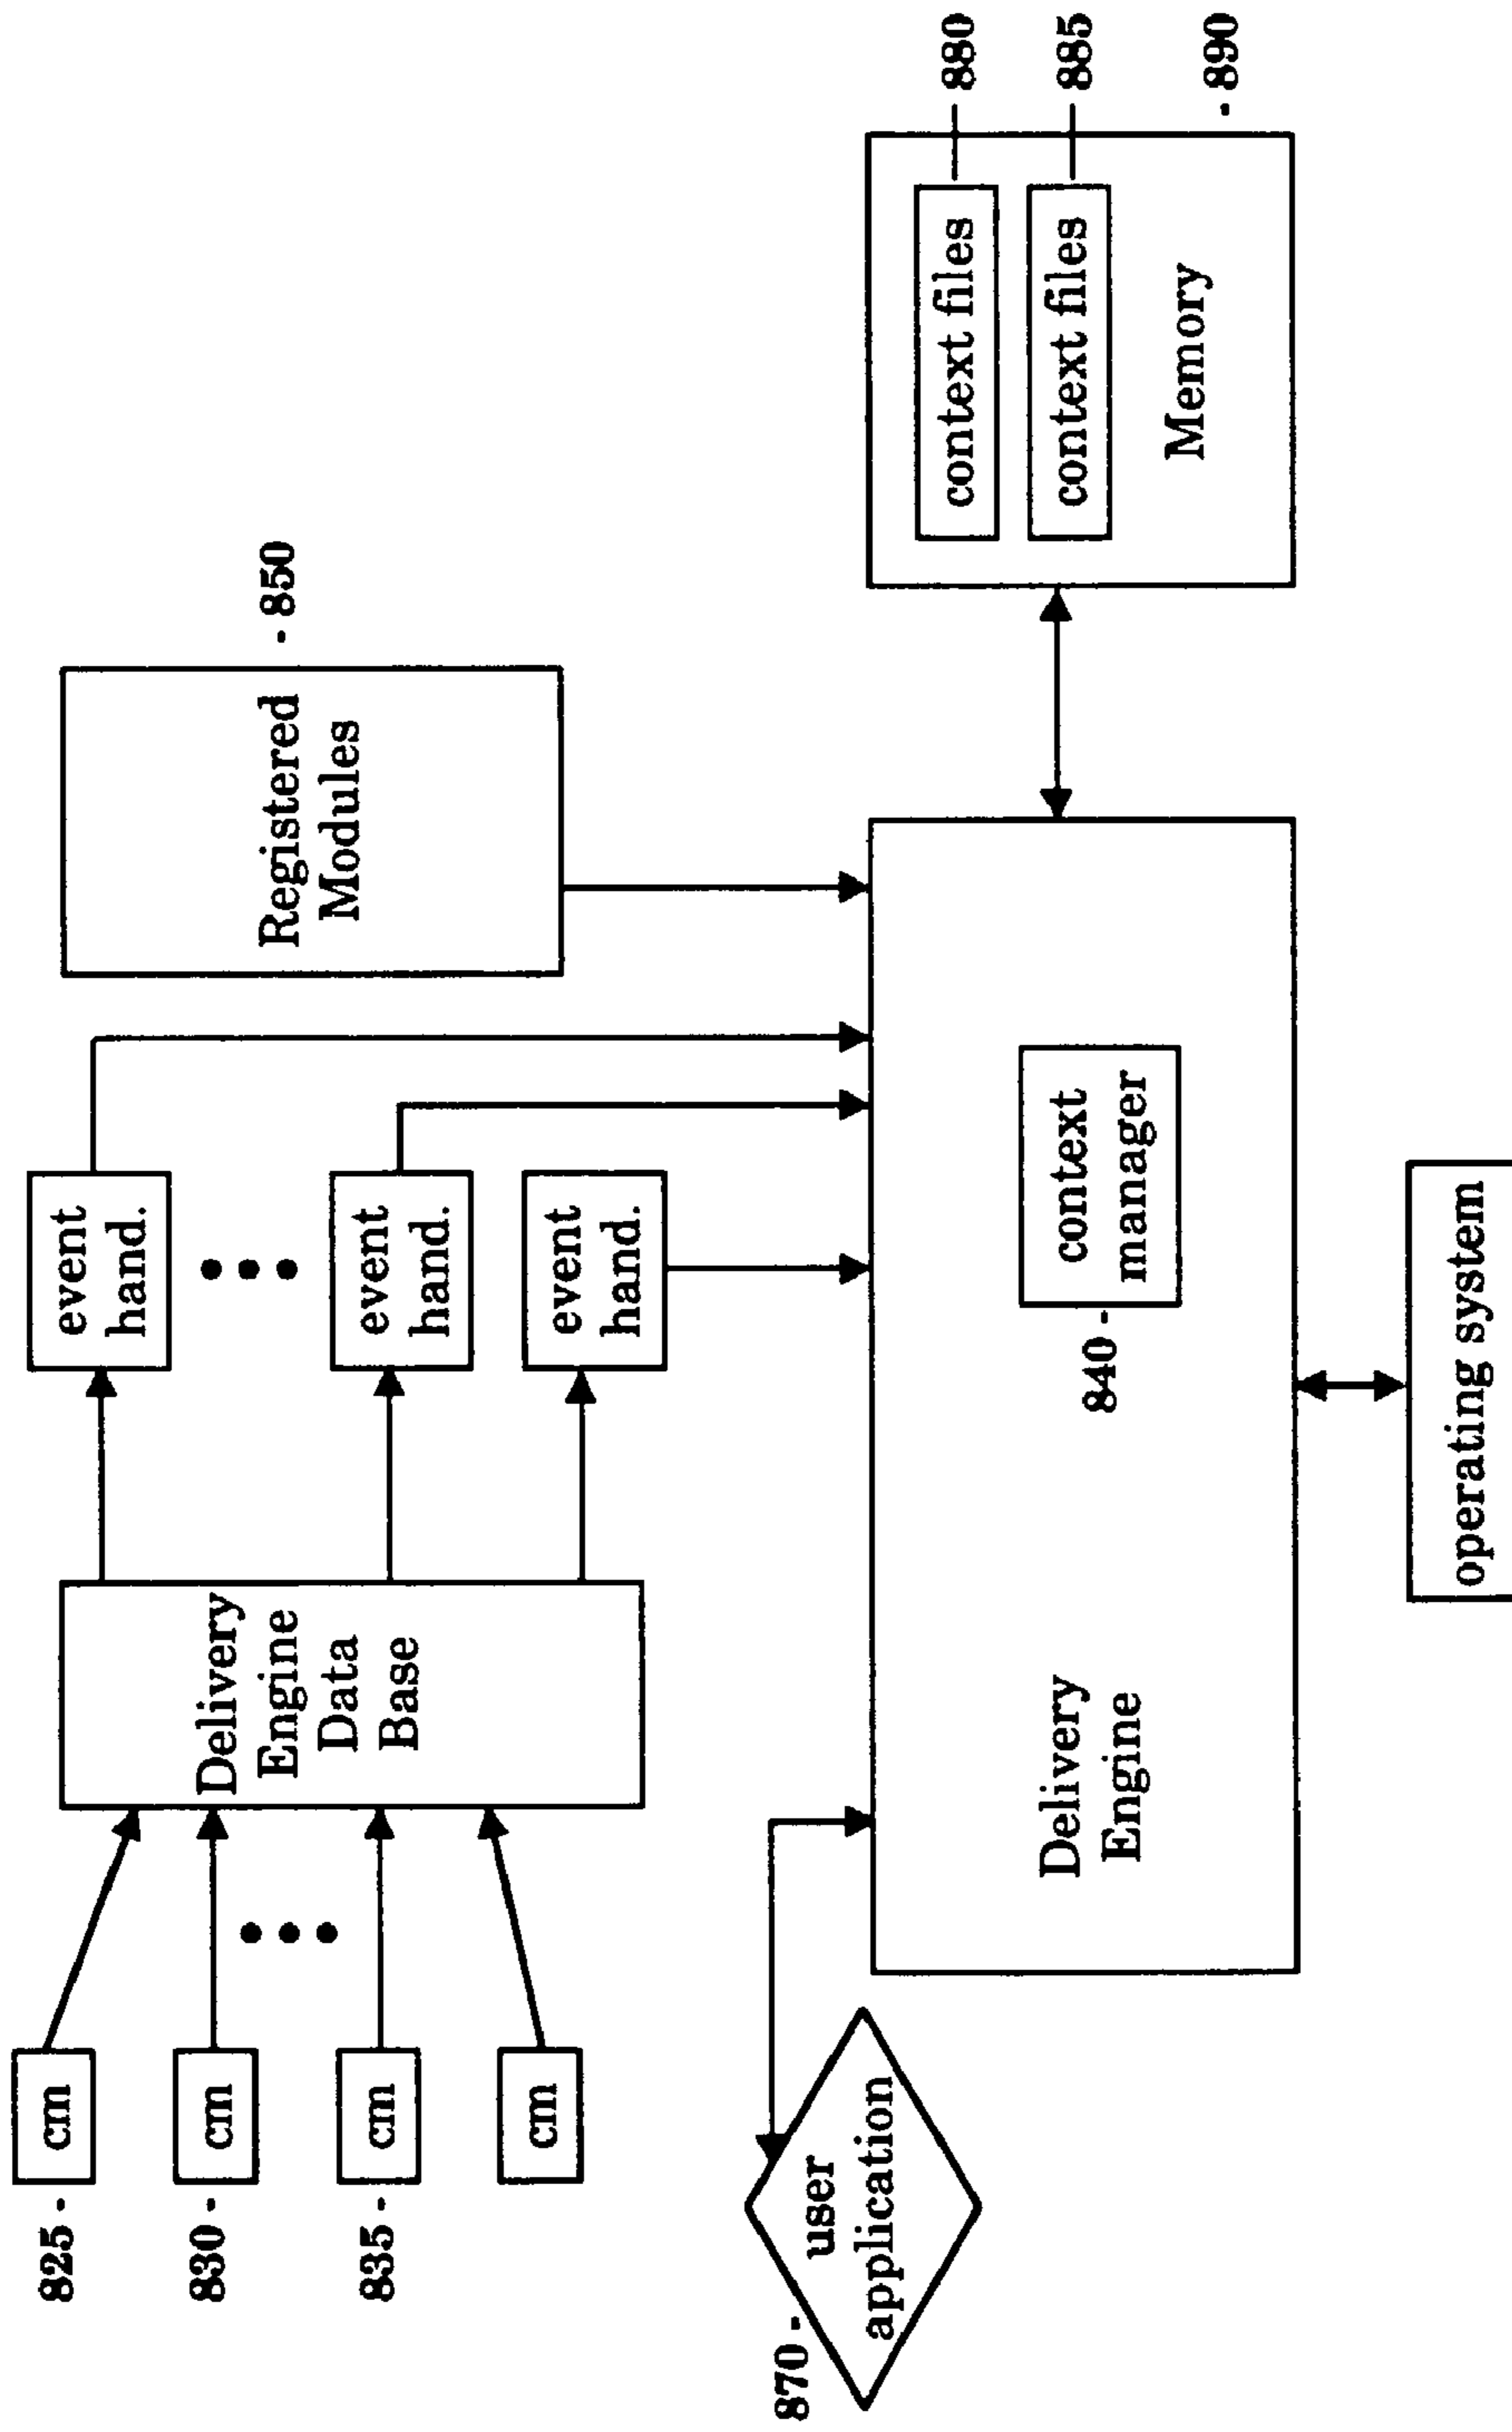 825 - cm
830 - cm
835 - cm
cm
Delivery
Engine
Data
Base
event
hand.
event
hand.
event
hand.
Registered
Modules
- 850
870 -
user
application
Delivery
Engine
840 -
context
manager
context files
- 880
context files
- 885
Memory
- 890
operating system